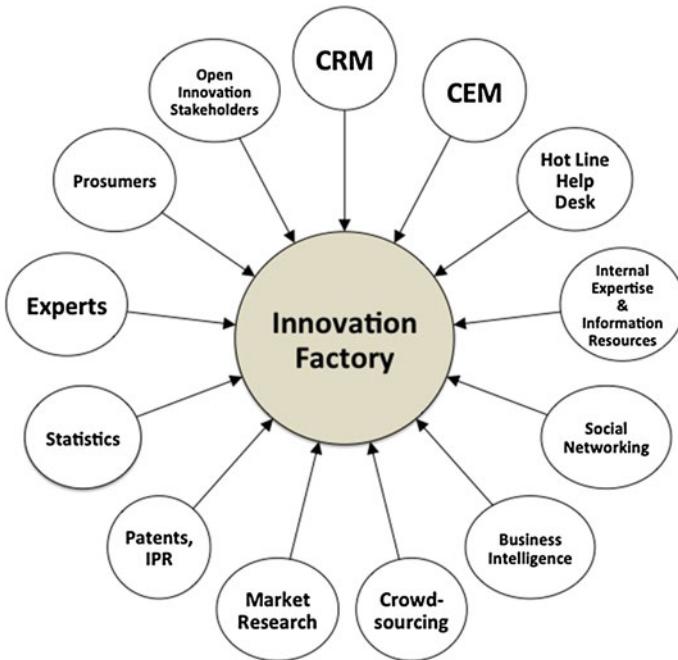 CRM
CEM
Hot Line
Help
Desk
Internal
Expertise
&
Information
Resources
Social
Networking
Business
Intelligence
Crowd-
sourcing
Market
Research
Patents,
IPR
Statistics
Experts
Prosumers
Open
Innovation
Stakeholders
Innovation
Factory